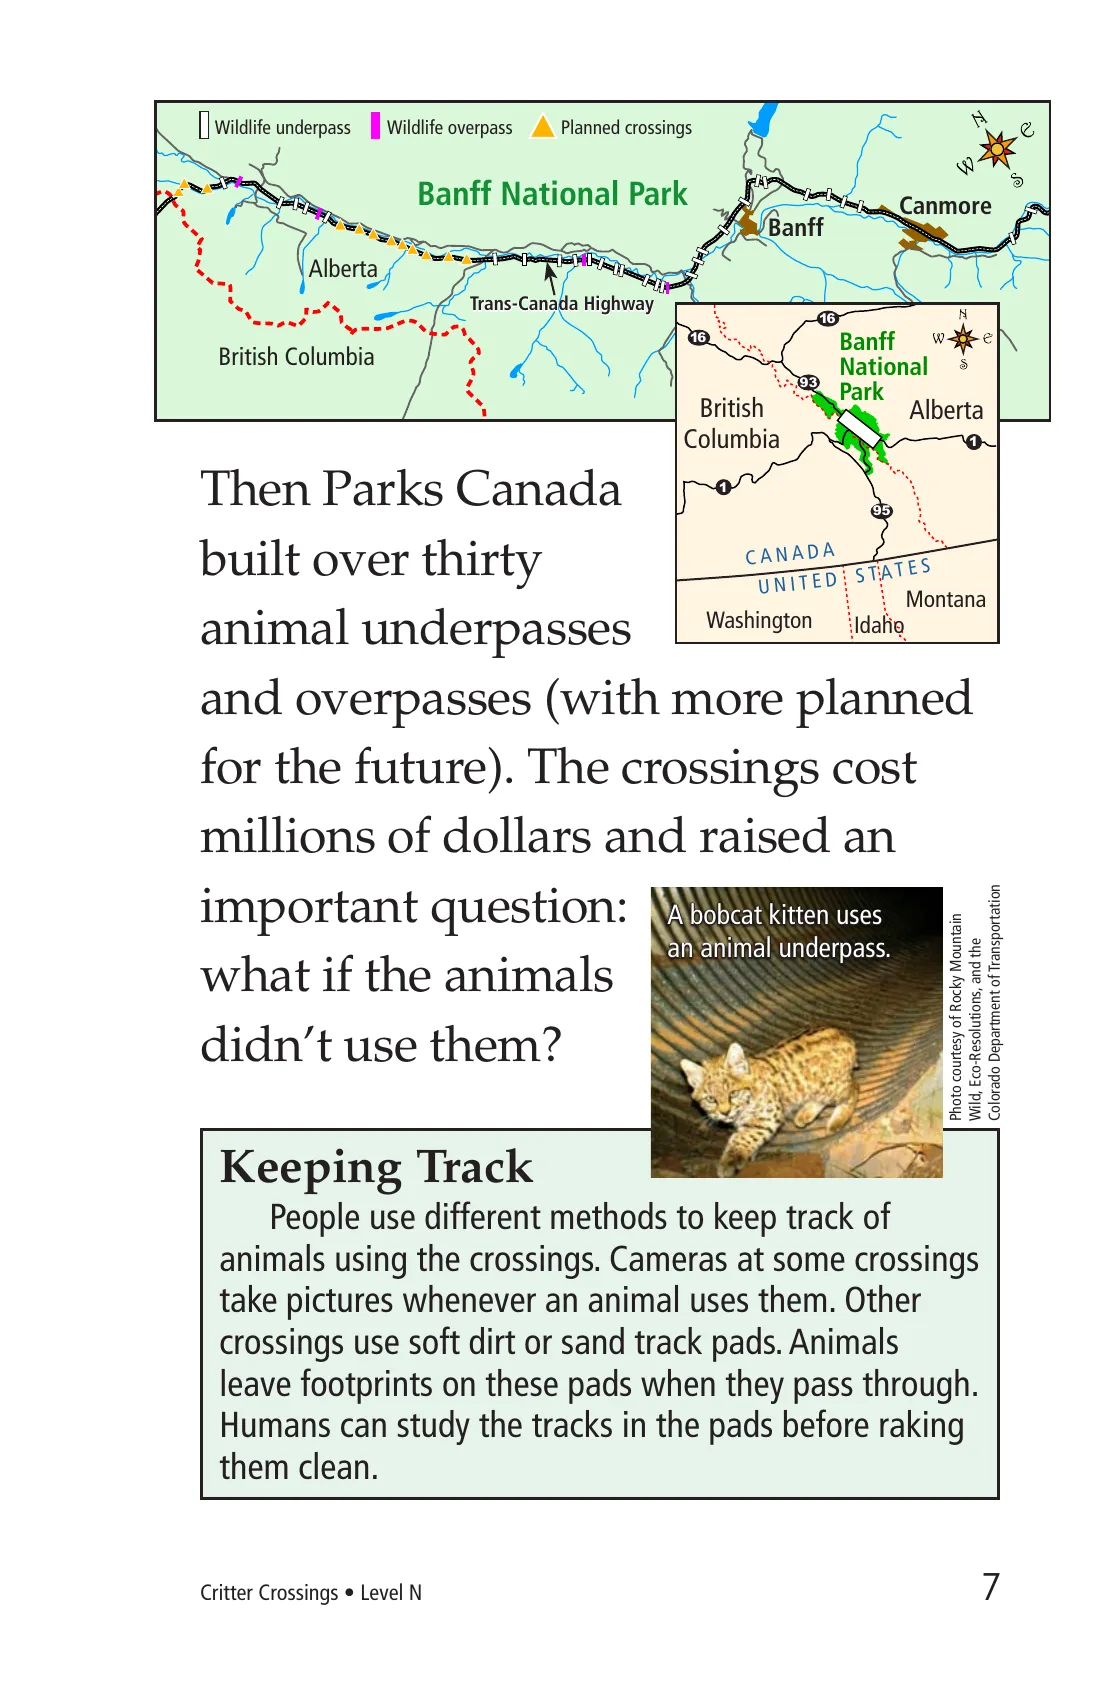 Wildlife underpass Wildlife overpass Planned crossings
N
E
W
S
Banff National Park
Canmore
Banff
Alberta
Trans-Canada Highway
British Columbia
N
W E
S
16
16
Banff
National
Park
93
British
Columbia
Alberta
1
1
95
CANADA
UNITED STATES
Montana
Washington
Idaho
Then Parks Canada
built over thirty
animal underpasses
and overpasses (with more planned
for the future). The crossings cost
millions of dollars and raised an
important question:
what if the animals
didn’t use them?
A bobcat kitten uses
an animal underpass.
Photo courtesy of Rocky Mountain
Wild, Eco-Resolutions, and the
Colorado Department of Transportation
Keeping Track
People use different methods to keep track of
animals using the crossings. Cameras at some crossings
take pictures whenever an animal uses them. Other
crossings use soft dirt or sand track pads. Animals
leave footprints on these pads when they pass through.
Humans can study the tracks in the pads before raking
them clean.
Critter Crossings • Level N
7